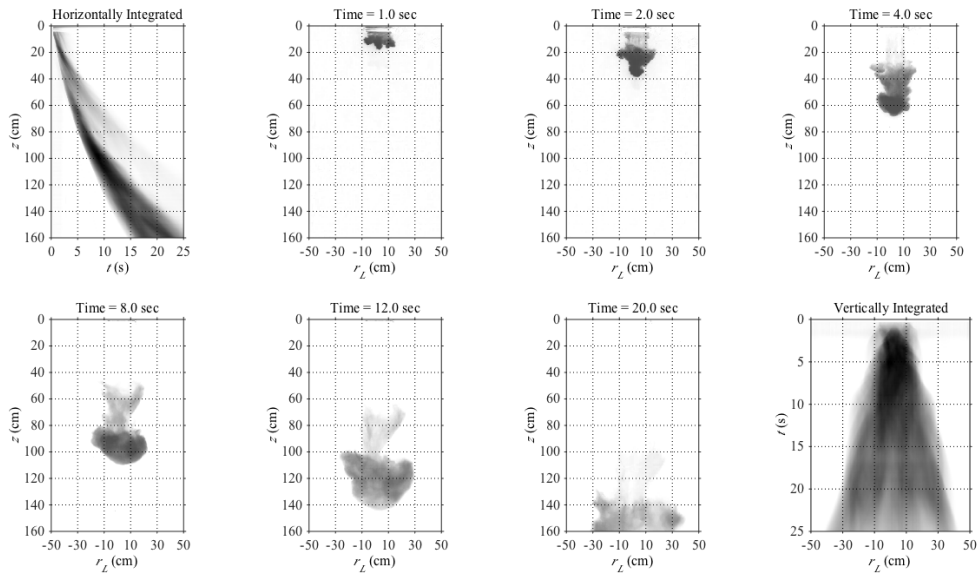 Horizontally Integrated
0
20
40
60
80
100
120
140
160
z (cm)
0 5 10 15 20 25
t (s)
Time = 1.0 sec
0
20
40
60
80
100
120
140
160
z (cm)
-50 -30 -10 10 30 50
r_L (cm)
Time = 2.0 sec
0
20
40
60
80
100
120
140
160
z (cm)
-50 -30 -10 10 30 50
r_L (cm)
Time = 4.0 sec
0
20
40
60
80
100
120
140
160
z (cm)
-50 -30 -10 10 30 50
r_L (cm)
Time = 8.0 sec
0
20
40
60
80
100
120
140
160
z (cm)
-50 -30 -10 10 30 50
r_L (cm)
Time = 12.0 sec
0
20
40
60
80
100
120
140
160
z (cm)
-50 -30 -10 10 30 50
r_L (cm)
Time = 20.0 sec
0
20
40
60
80
100
120
140
160
z (cm)
-50 -30 -10 10 30 50
r_L (cm)
Vertically Integrated
0
5
10
15
20
25
t (s)
-50 -30 -10 10 30 50
r_L (cm)